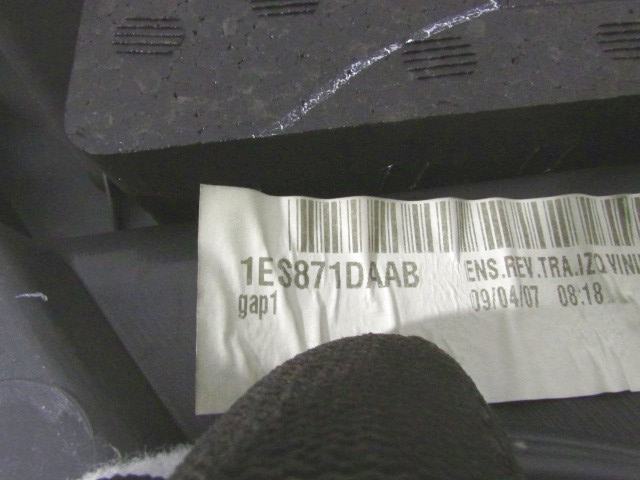 1ES871DAAB
gap1
ENS.REV.TRA.IZQ.VINI
09/04/07 08:18